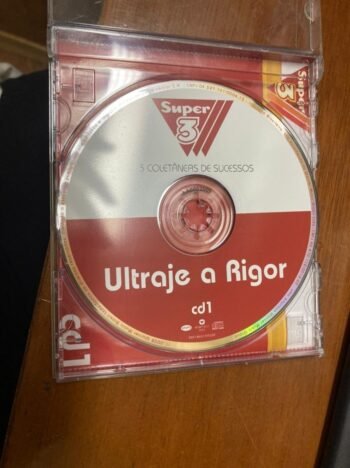 Super
3
3 COLETÂNEAS DE SUCESSOS
Ultraje a Rigor
cd1
cd1
Super
3